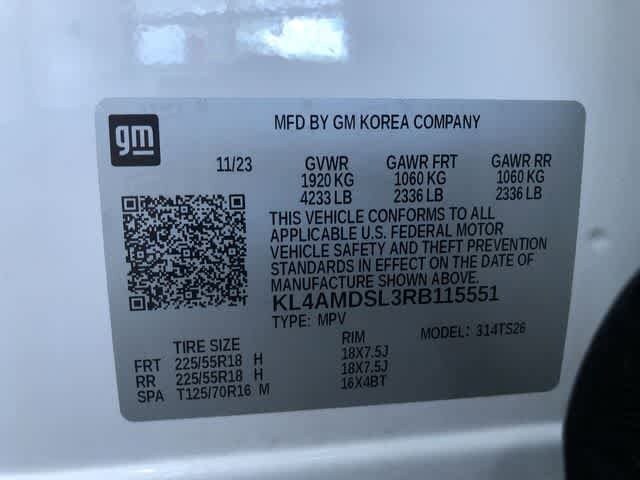 gm
MFD BY GM KOREA COMPANY
11/23 GVWR GAWR FRT GAWR RR
1920 KG 1060 KG 1060 KG
4233 LB 2336 LB 2336 LB
THIS VEHICLE CONFORMS TO ALL
APPLICABLE U.S. FEDERAL MOTOR
VEHICLE SAFETY AND THEFT PREVENTION
STANDARDS IN EFFECT ON THE DATE OF
MANUFACTURE SHOWN ABOVE.
KL4AMDSL3RB115551
TYPE: MPV
TIRE SIZE RIM MODEL: 314TS26
FRT 225/55R18 H 18X7.5J
RR 225/55R18 H 18X7.5J
SPA T125/70R16 M 16X4BT